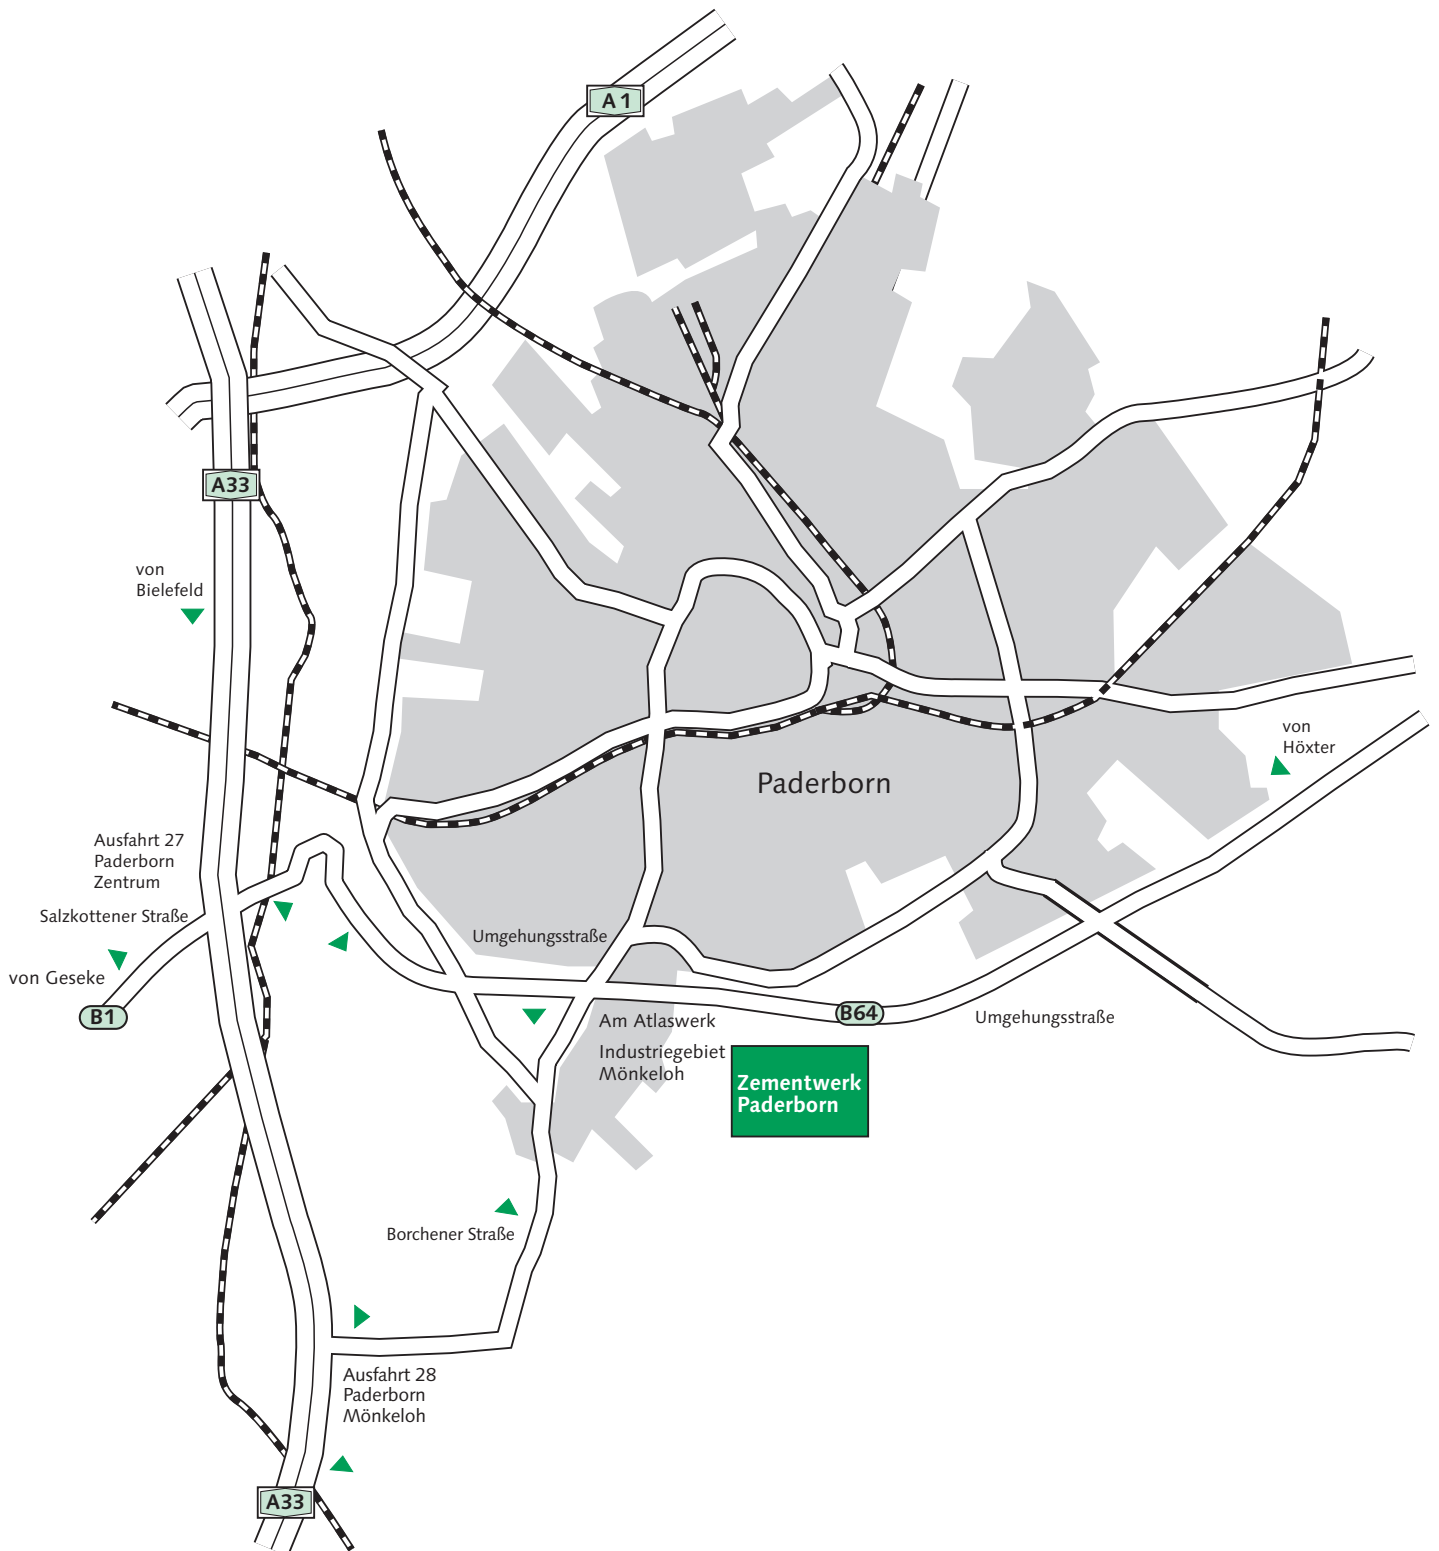 A 1
A33
von
Bielefeld
von
Höxter
Paderborn
Ausfahrt 27
Paderborn
Zentrum
Salzkottener Straße
Umgehungsstraße
von Geseke
B1
B64
Am Atlaswerk
Umgehungsstraße
Industriegebiet
Mönkeloh
Zementwerk
Paderborn
Borchener Straße
Ausfahrt 28
Paderborn
Mönkeloh
A33